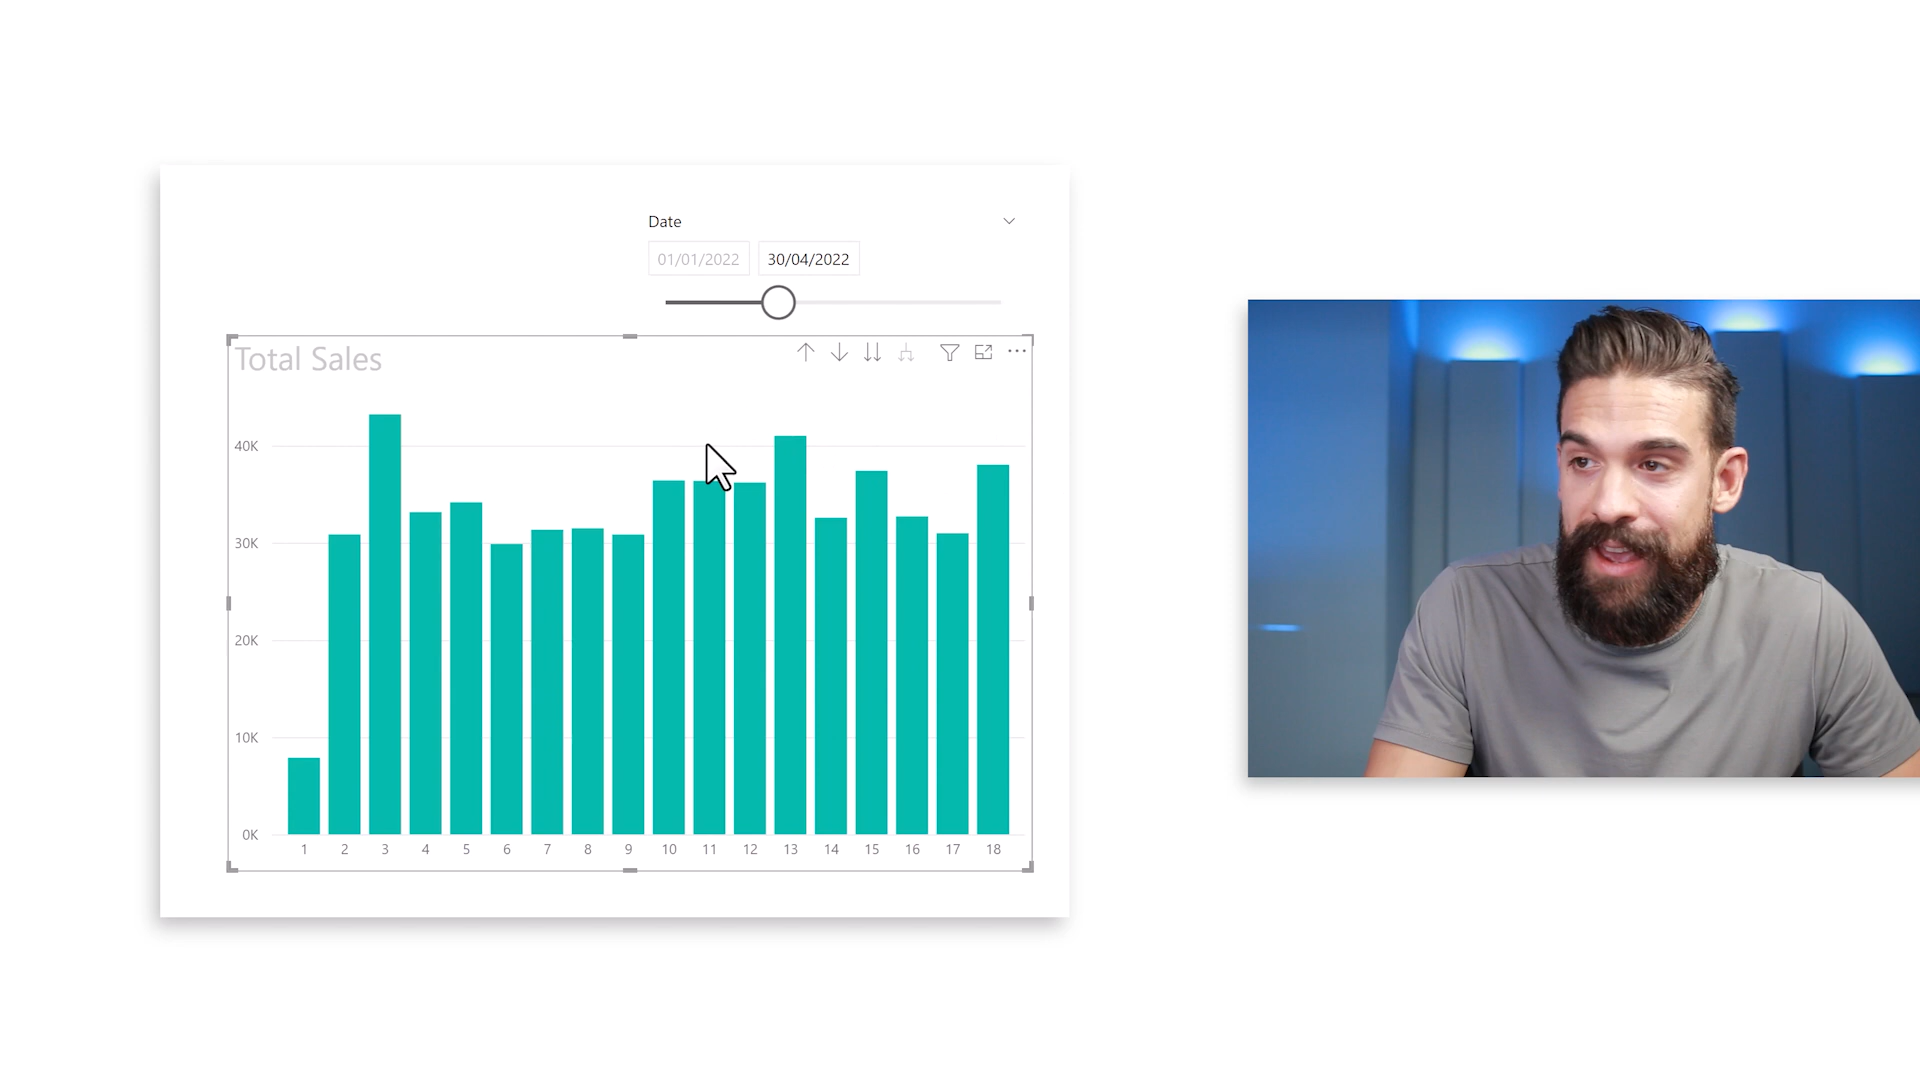 Date
01/01/2022 30/04/2022
Total Sales
40K
30K
20K
10K
0K
1 2 3 4 5 6 7 8 9 10 11 12 13 14 15 16 17 18